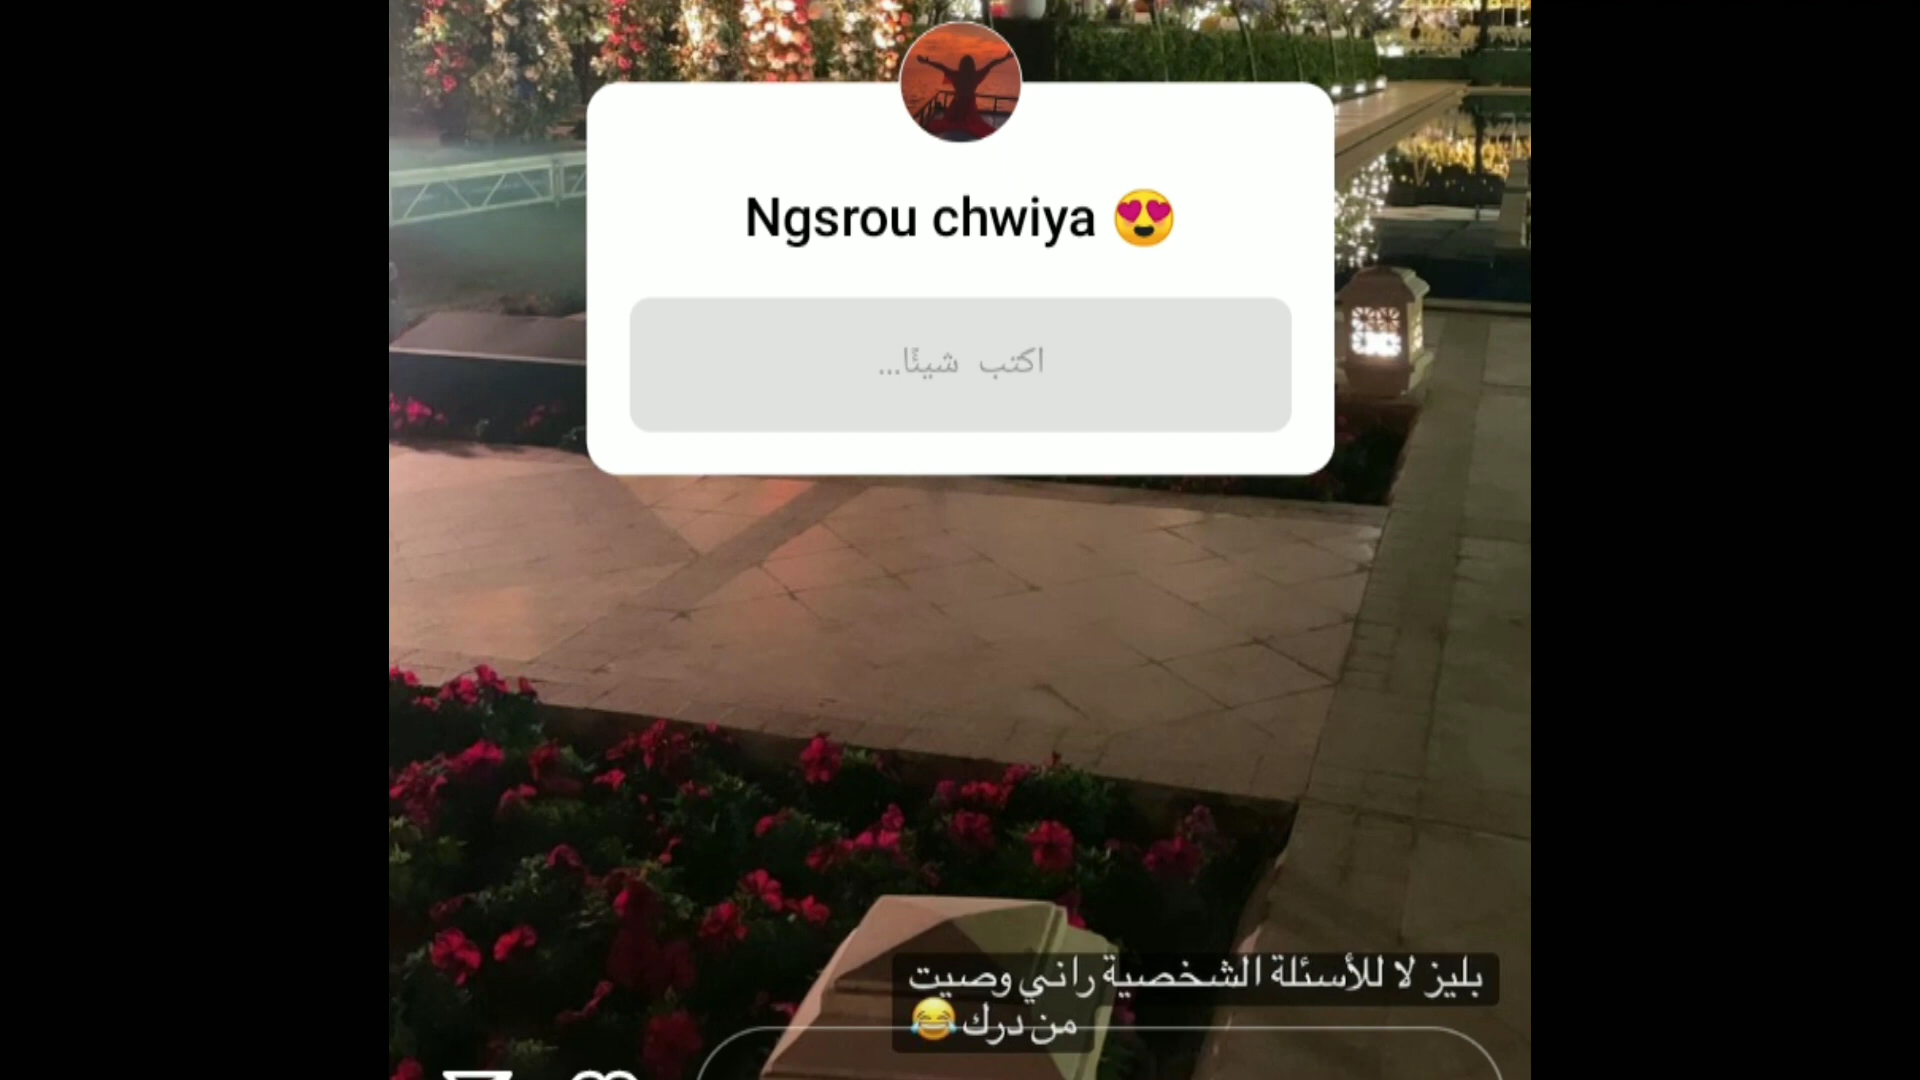 Ngsrou chwiya 😍
اكتب شيئًا...
بليز لا للأسئلة الشخصية راني وصيت
من درك😂